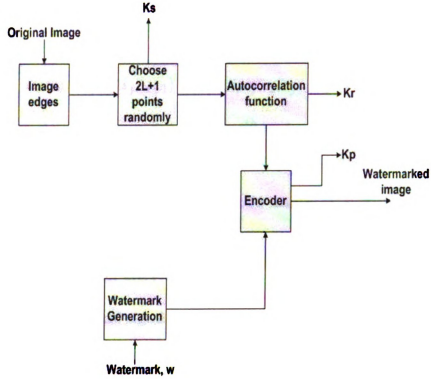 Ks
Original Image
Image
edges
Choose
2L+1
points
randomly
Autocorrelation
function
Kr
Kp
Watermarked
image
Encoder
Watermark
Generation
Watermark, w